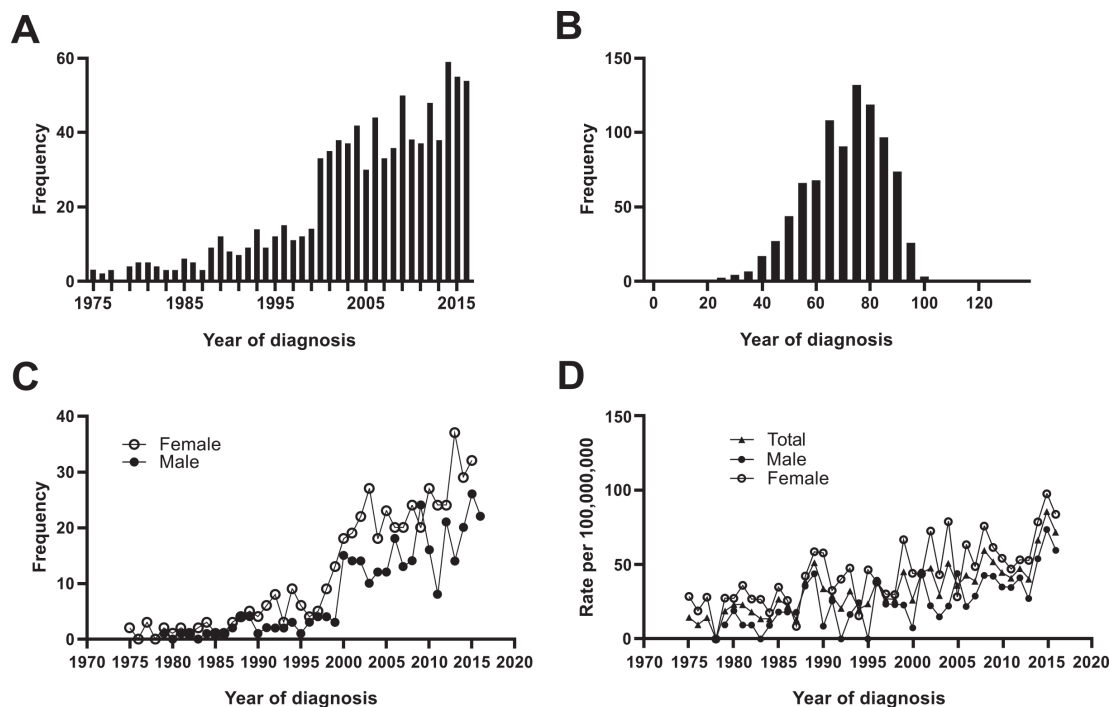 A
60
40
20
0
Frequency
1975 1985 1995 2005 2015
Year of diagnosis
B
150
100
50
0
Frequency
0 20 40 60 80 100 120
Year of diagnosis
C
40
30
20
10
0
Frequency
Female
Male
1970 1975 1980 1985 1990 1995 2000 2005 2010 2015 2020
Year of diagnosis
D
150
100
50
0
Rate per 100,000,000
Total
Male
Female
1970 1975 1980 1985 1990 1995 2000 2005 2010 2015 2020
Year of diagnosis